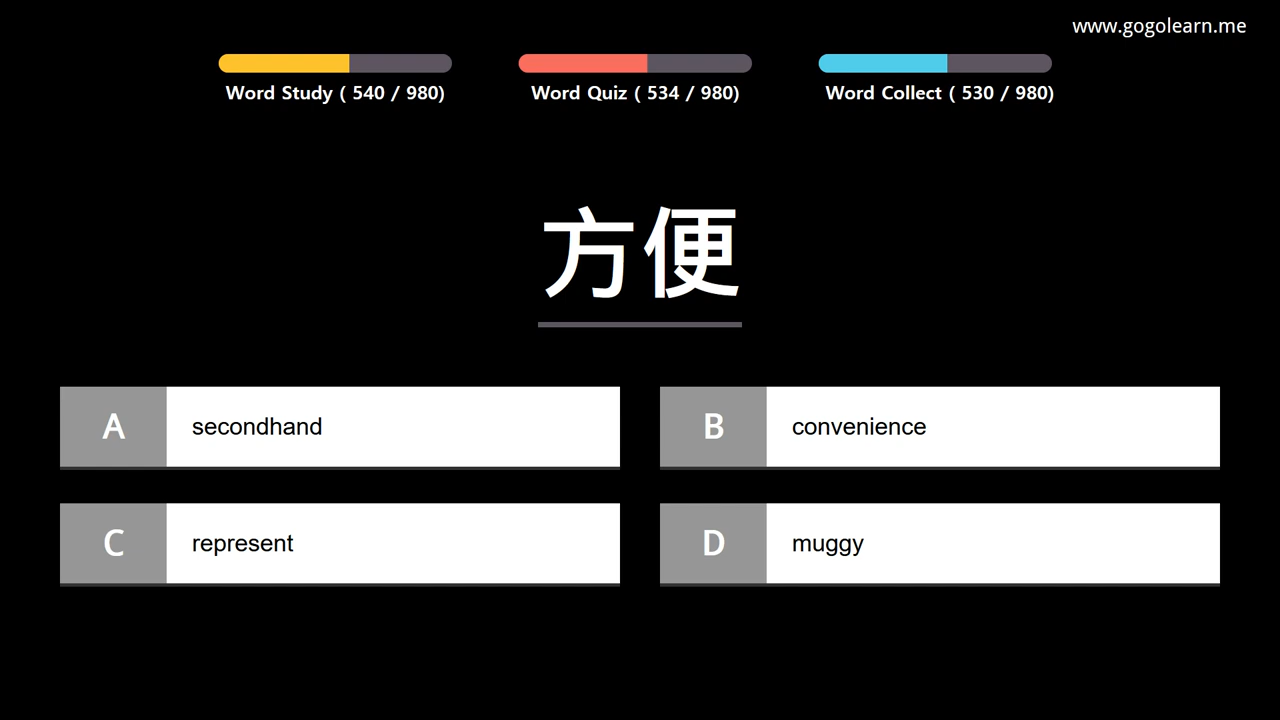 www.gogolearn.me
Word Study ( 540 / 980)
Word Quiz ( 534 / 980)
Word Collect ( 530 / 980)
方便
A secondhand
B convenience
C represent
D muggy